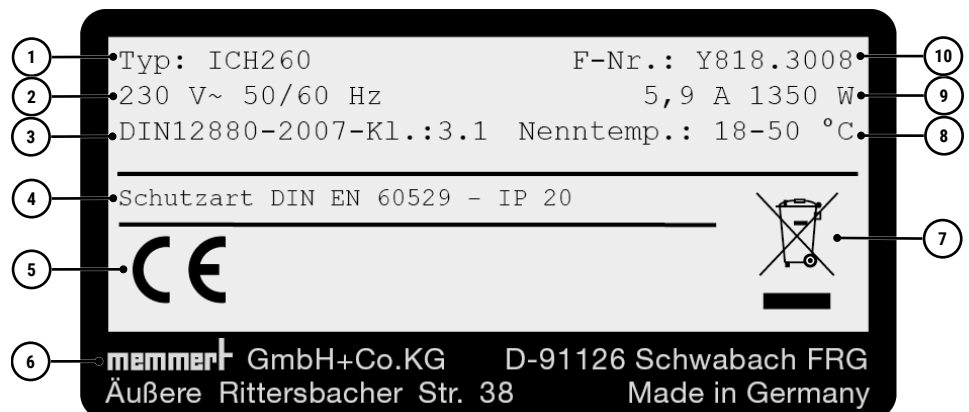 1 Typ: ICH260 F-Nr.: Y818.3008 10
2 230 V~ 50/60 Hz 5,9 A 1350 W 9
3 DIN12880-2007-Kl.:3.1 Nenntemp.: 18-50 °C 8
4 Schutzart DIN EN 60529 - IP 20
7
5 CE
6 memmert GmbH+Co.KG D-91126 Schwabach FRG
Äußere Rittersbacher Str. 38 Made in Germany